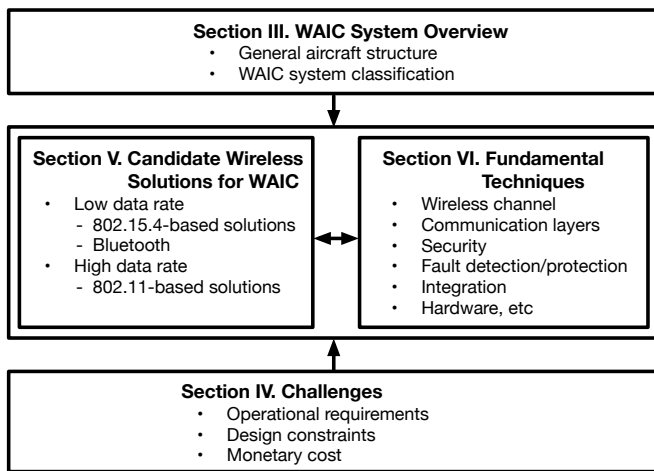 Section III. WAIC System Overview
• General aircraft structure
• WAIC system classification
Section V. Candidate Wireless
Solutions for WAIC
• Low data rate
- 802.15.4-based solutions
- Bluetooth
• High data rate
- 802.11-based solutions
Section VI. Fundamental
Techniques
• Wireless channel
• Communication layers
• Security
• Fault detection/protection
• Integration
• Hardware, etc
Section IV. Challenges
• Operational requirements
• Design constraints
• Monetary cost